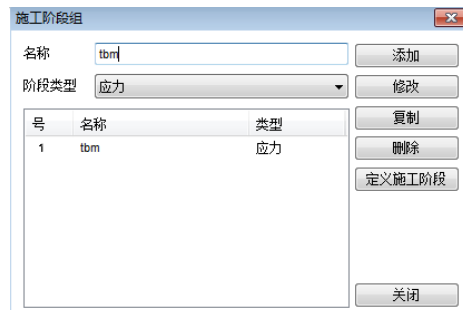 施工阶段组
名称 tbm 添加
阶段类型 应力 修改
号 名称 类型 复制
1 tbm 应力 删除
定义施工阶段
关闭